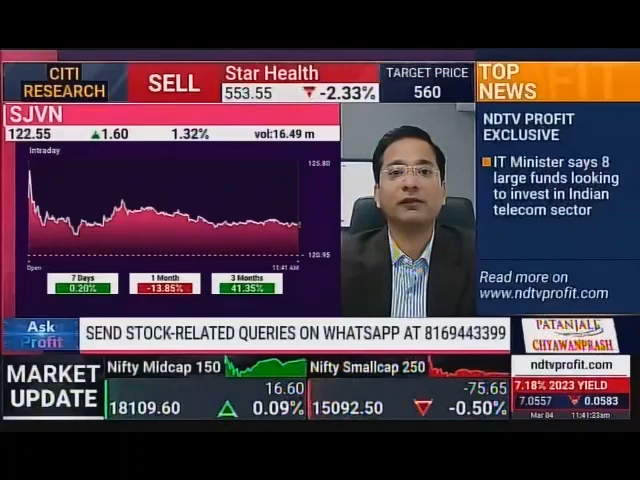 CITI
RESEARCH
SELL
Star Health
553.55 ▼-2.33%
TARGET PRICE
560
TOP
NEWS
SJVN
122.55 ▲1.60 1.32% vol:16.49 m
Intraday
125.80
120.95
Open
11:41 AM
7 Days
0.20%
1 Month
-13.85%
3 Months
41.35%
NDTV PROFIT
EXCLUSIVE
IT Minister says 8
large funds looking
to invest in Indian
telecom sector
Read more on
www.ndtvprofit.com
Ask
Profit
SEND STOCK-RELATED QUERIES ON WHATSAPP AT 8169443399
PATANJALI
CHYAWANPRASH
MARKET
UPDATE
Nifty Midcap 150
16.60
18109.60 0.09%
Nifty Smallcap 250
-75.65
15092.50 -0.50%
ndtvprofit.com
7.18% 2023 YIELD
7.0557 0.0583
Mar 04 11:41:23am